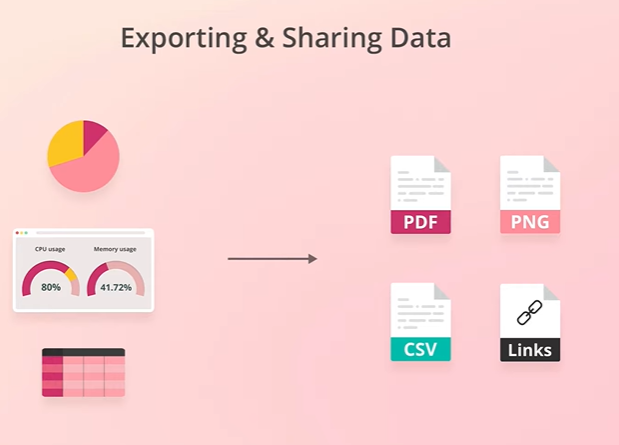 Exporting & Sharing Data
CPU usage
Memory usage
80%
41.72%
PDF
PNG
CSV
Links